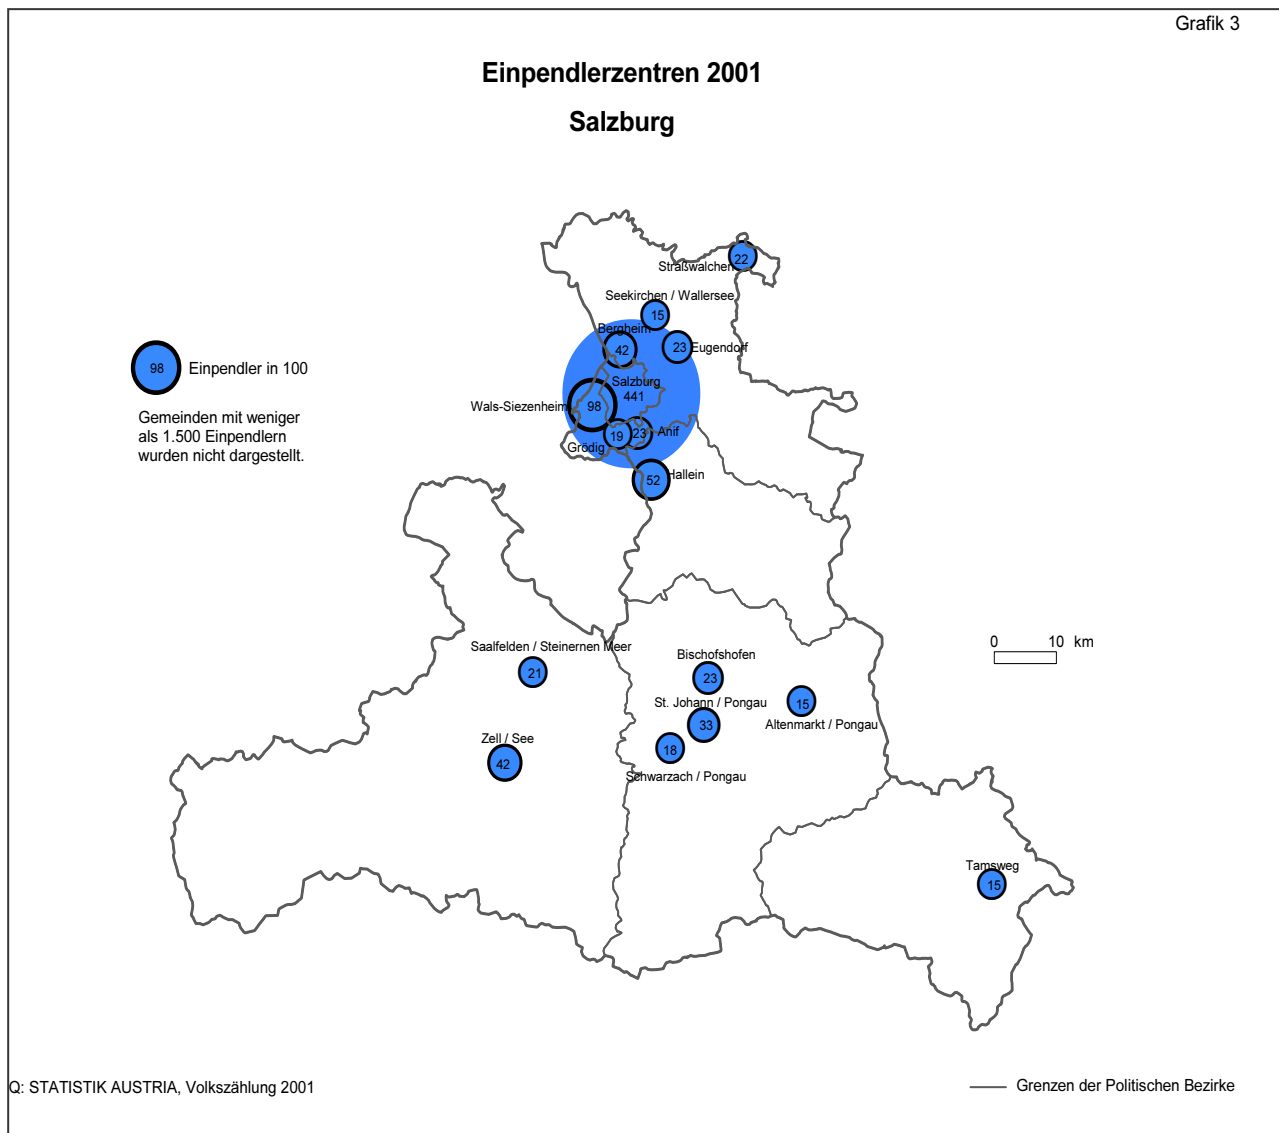 Grafik 3
Einpendlerzentren 2001
Salzburg
22
Straßwalchen
Seekirchen / Wallersee
15
Bergheim
42
23
Eugendorf
98
Einpendler in 100
Salzburg
441
Wals-Siezenheim
98
Gemeinden mit weniger
als 1.500 Einpendlern
wurden nicht dargestellt.
19
23
Anif
Grödig
52
Hallein
0 10 km
Saalfelden / Steinernen Meer
21
Bischofshofen
23
St. Johann / Pongau
33
15
Altenmarkt / Pongau
Zell / See
42
18
Schwarzach / Pongau
Tamsweg
15
Q: STATISTIK AUSTRIA, Volkszählung 2001
Grenzen der Politischen Bezirke